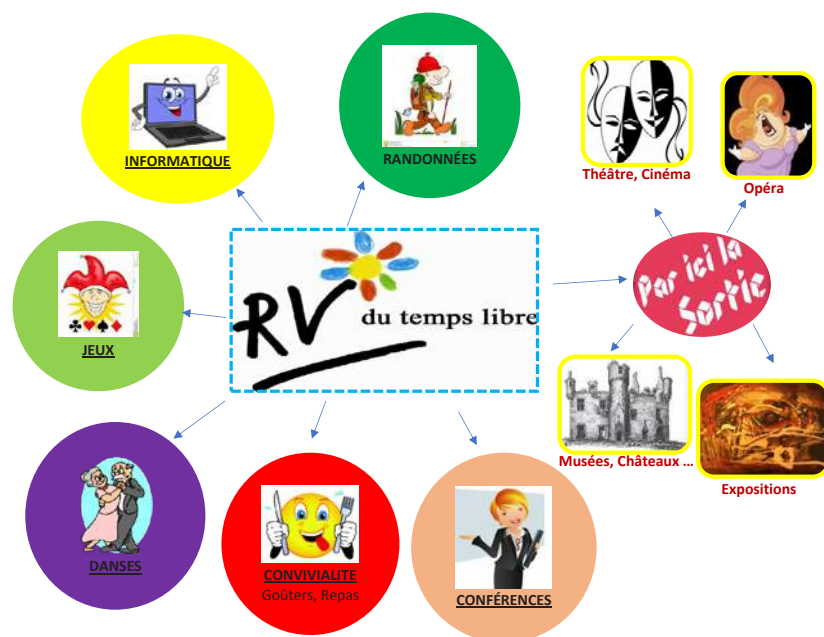 INFORMATIQUE
RANDONNÉES
Théâtre, Cinéma
Opéra
RV du temps libre
Par ici la
Sortie
JEUX
Musées, Châteaux ...
Expositions
DANSES
CONVIVIALITE
Goûters, Repas
CONFÉRENCES